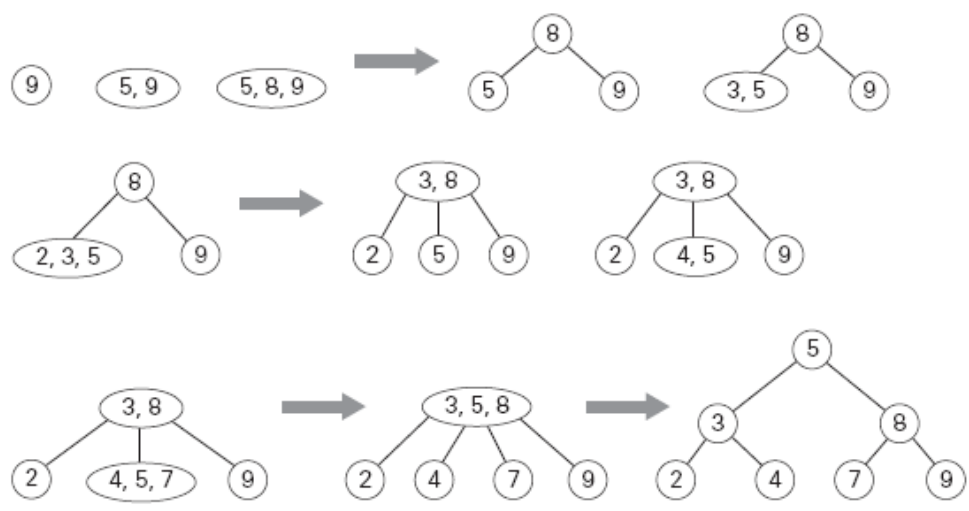 8 8
9 5, 9 5, 8, 9 5 9 3, 5 9
8 3, 8 3, 8
2, 3, 5 9 2 5 9 2 4, 5 9
5
3, 8 3, 5, 8 3 8
2 4, 5, 7 9 2 4 7 9 2 4 7 9